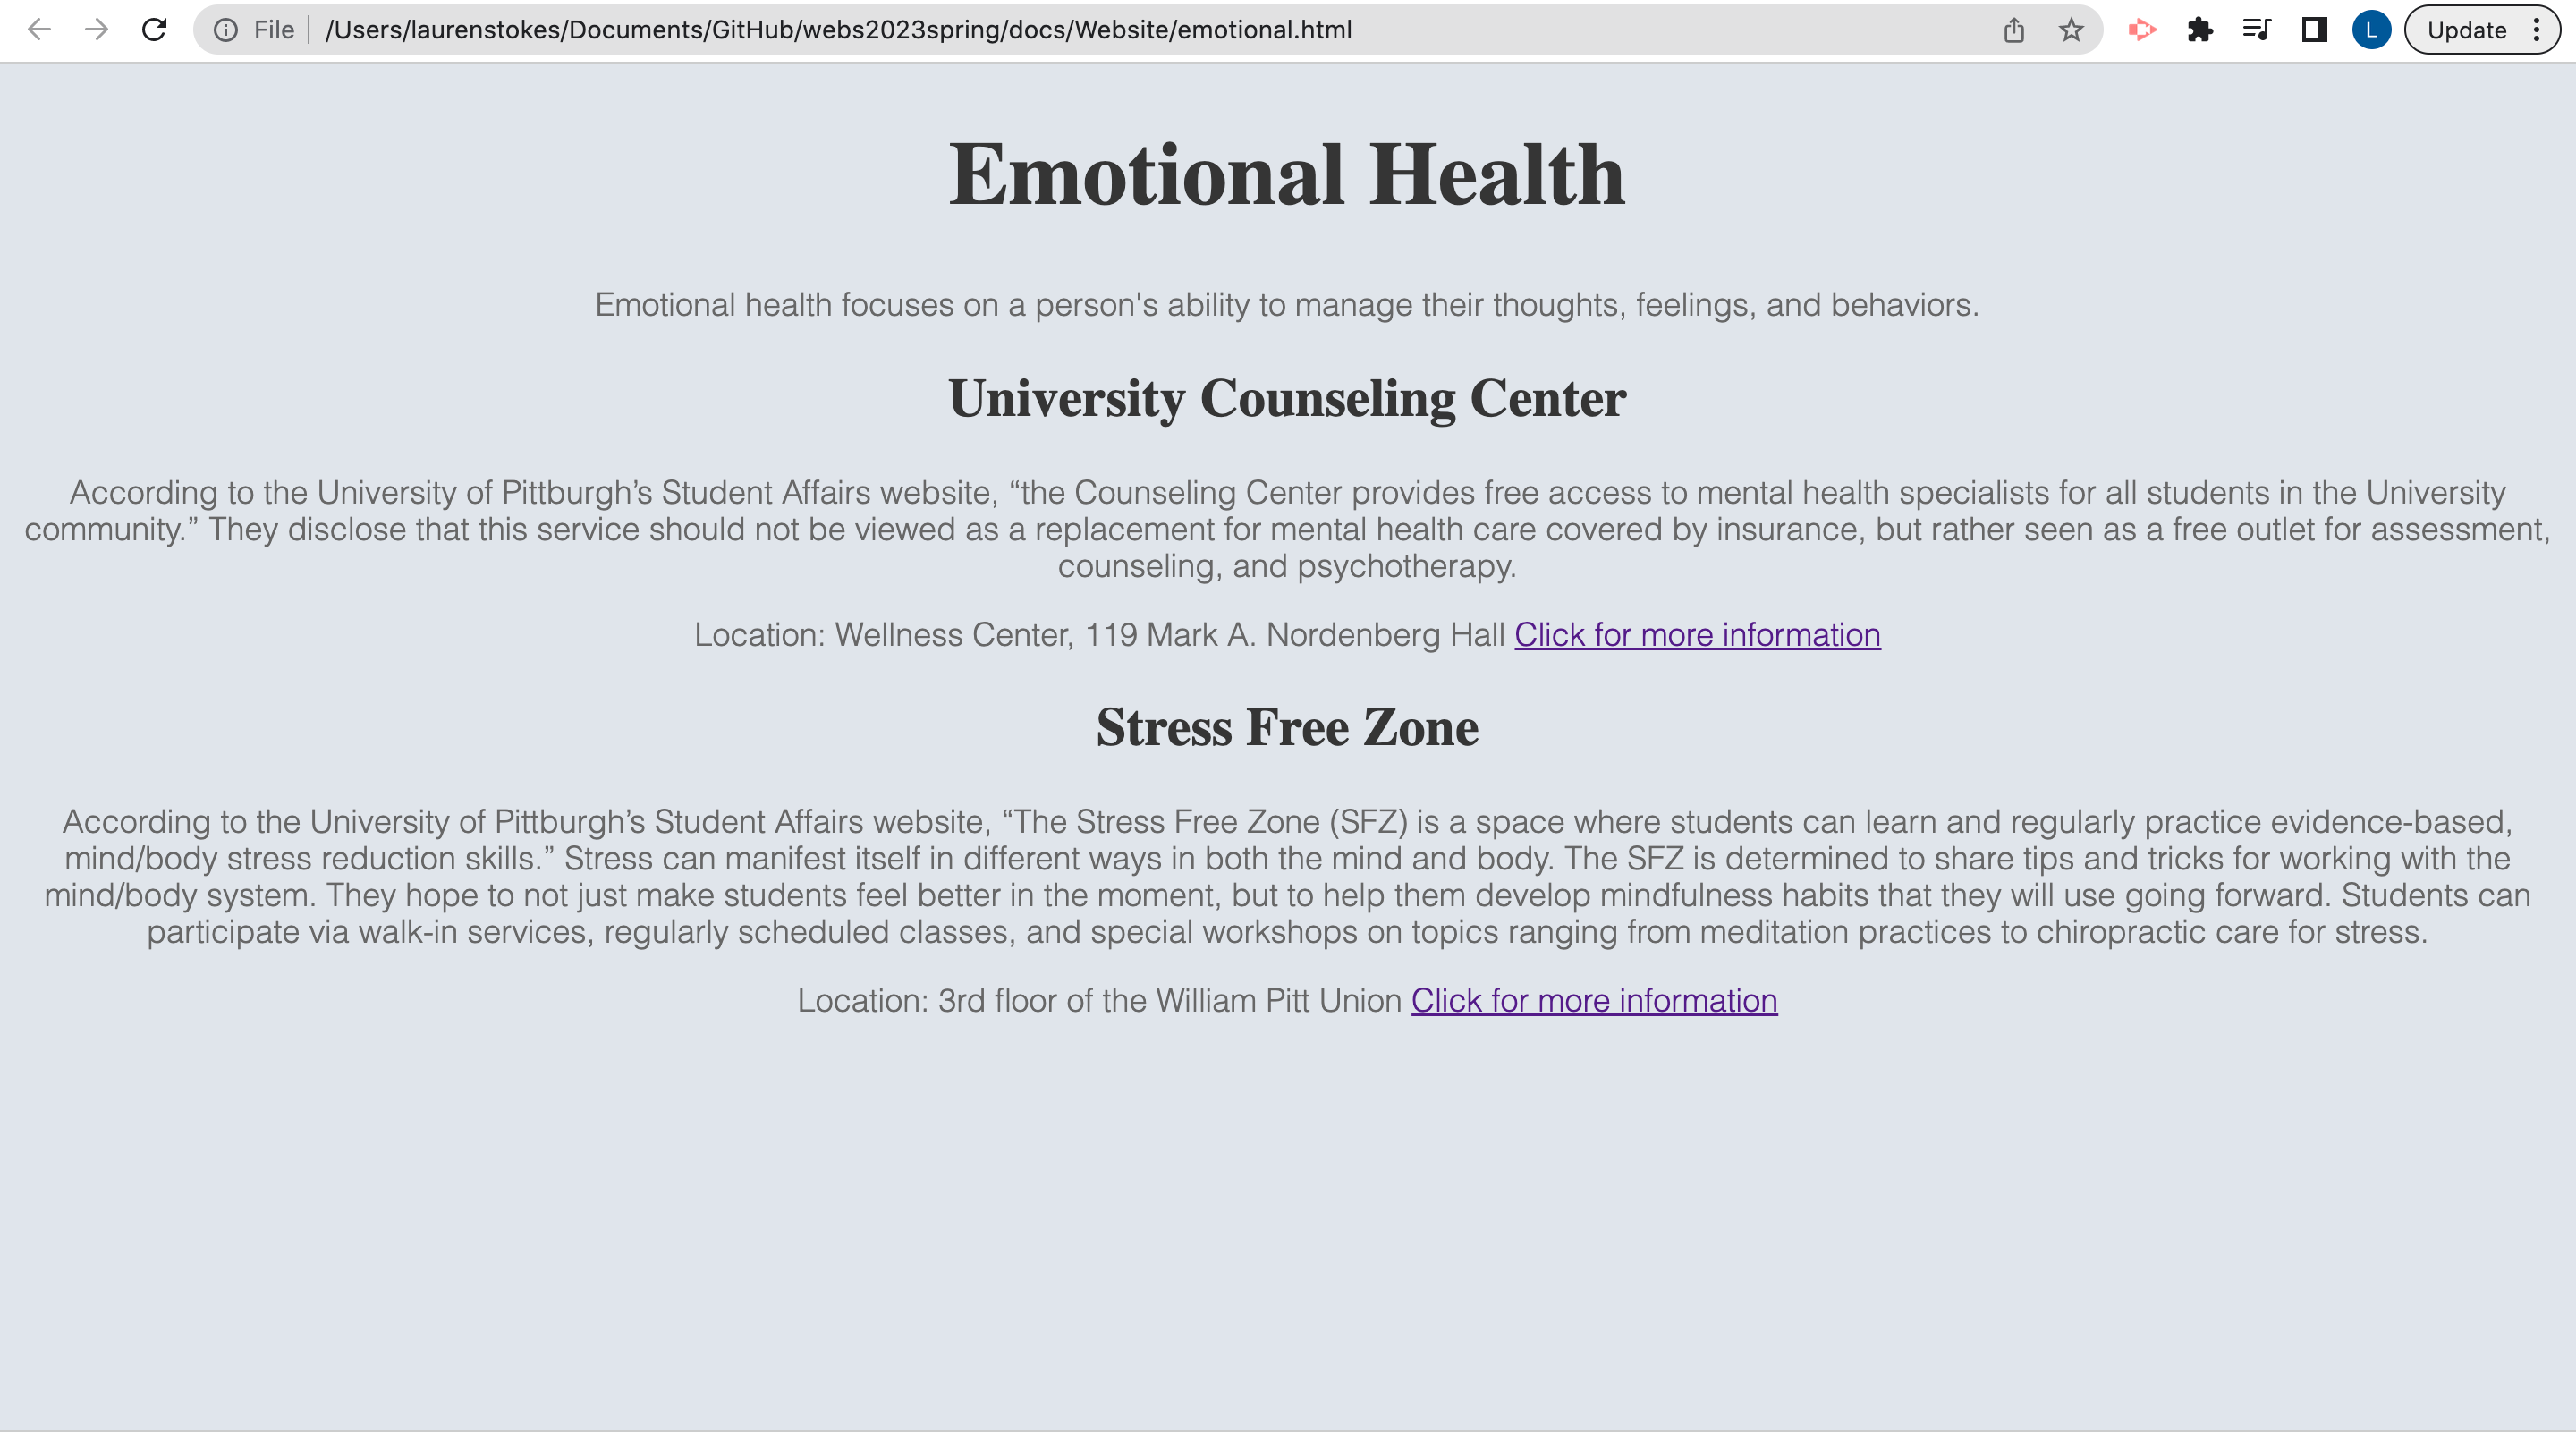 File /Users/laurenstokes/Documents/GitHub/webs2023spring/docs/Website/emotional.html L Update
Emotional Health
Emotional health focuses on a person's ability to manage their thoughts, feelings, and behaviors.
University Counseling Center
According to the University of Pittburgh’s Student Affairs website, “the Counseling Center provides free access to mental health specialists for all students in the University
community.” They disclose that this service should not be viewed as a replacement for mental health care covered by insurance, but rather seen as a free outlet for assessment,
counseling, and psychotherapy.
Location: Wellness Center, 119 Mark A. Nordenberg Hall Click for more information
Stress Free Zone
According to the University of Pittburgh’s Student Affairs website, “The Stress Free Zone (SFZ) is a space where students can learn and regularly practice evidence-based,
mind/body stress reduction skills.” Stress can manifest itself in different ways in both the mind and body. The SFZ is determined to share tips and tricks for working with the
mind/body system. They hope to not just make students feel better in the moment, but to help them develop mindfulness habits that they will use going forward. Students can
participate via walk-in services, regularly scheduled classes, and special workshops on topics ranging from meditation practices to chiropractic care for stress.
Location: 3rd floor of the William Pitt Union Click for more information